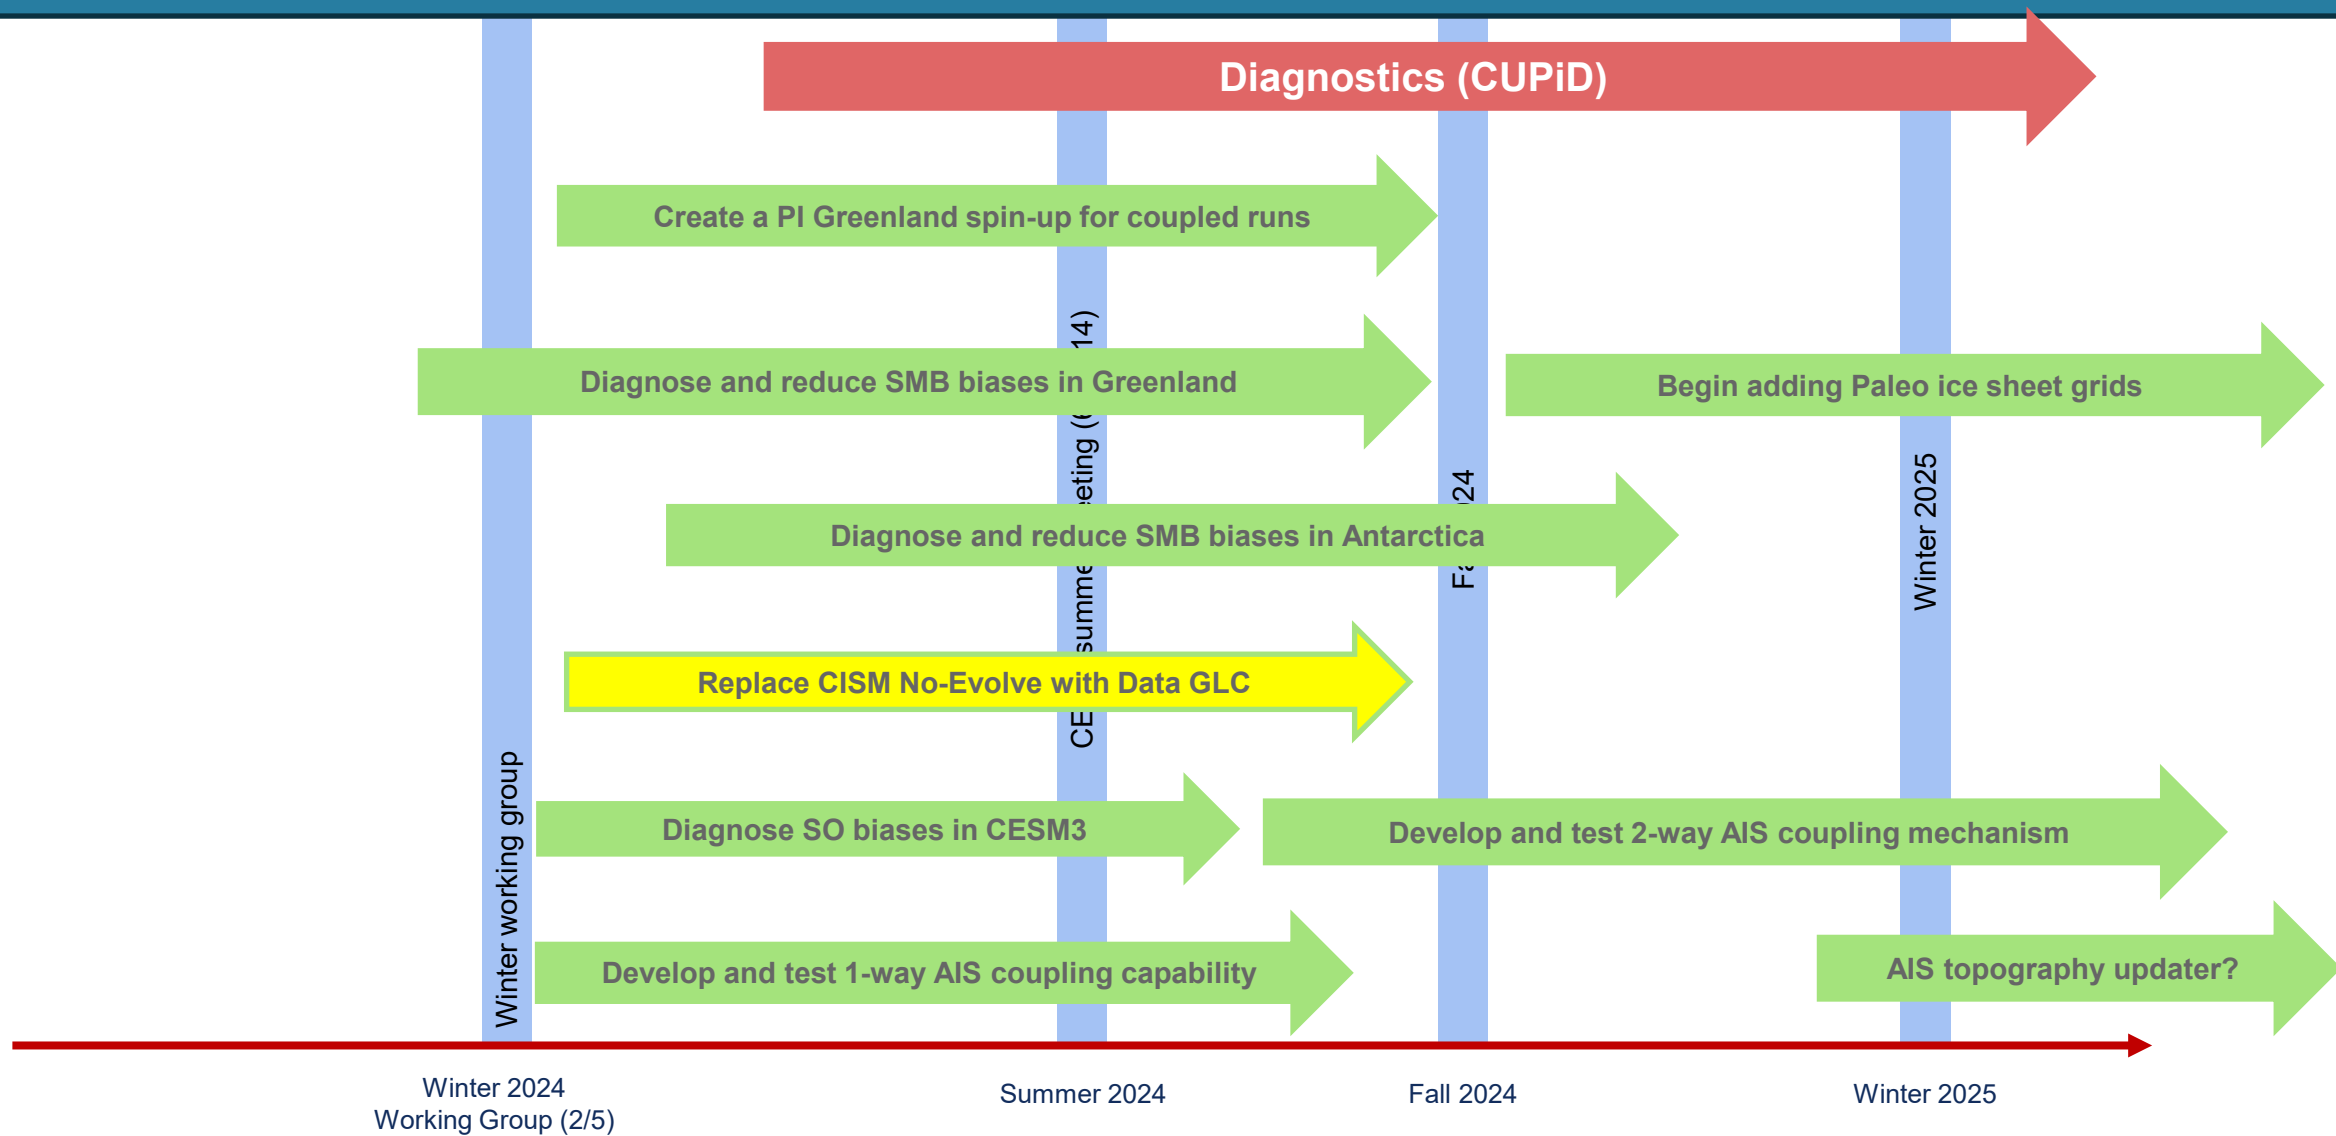 Diagnostics (CUPiD)
Create a PI Greenland spin-up for coupled runs
Diagnose and reduce SMB biases in Greenland
Begin adding Paleo ice sheet grids
Diagnose and reduce SMB biases in Antarctica
Replace CISM No-Evolve with Data GLC
Diagnose SO biases in CESM3
Develop and test 2-way AIS coupling mechanism
Develop and test 1-way AIS coupling capability
AIS topography updater?
Winter working group
Winter 2025
Winter 2024
Working Group (2/5)
Summer 2024
Fall 2024
Winter 2025